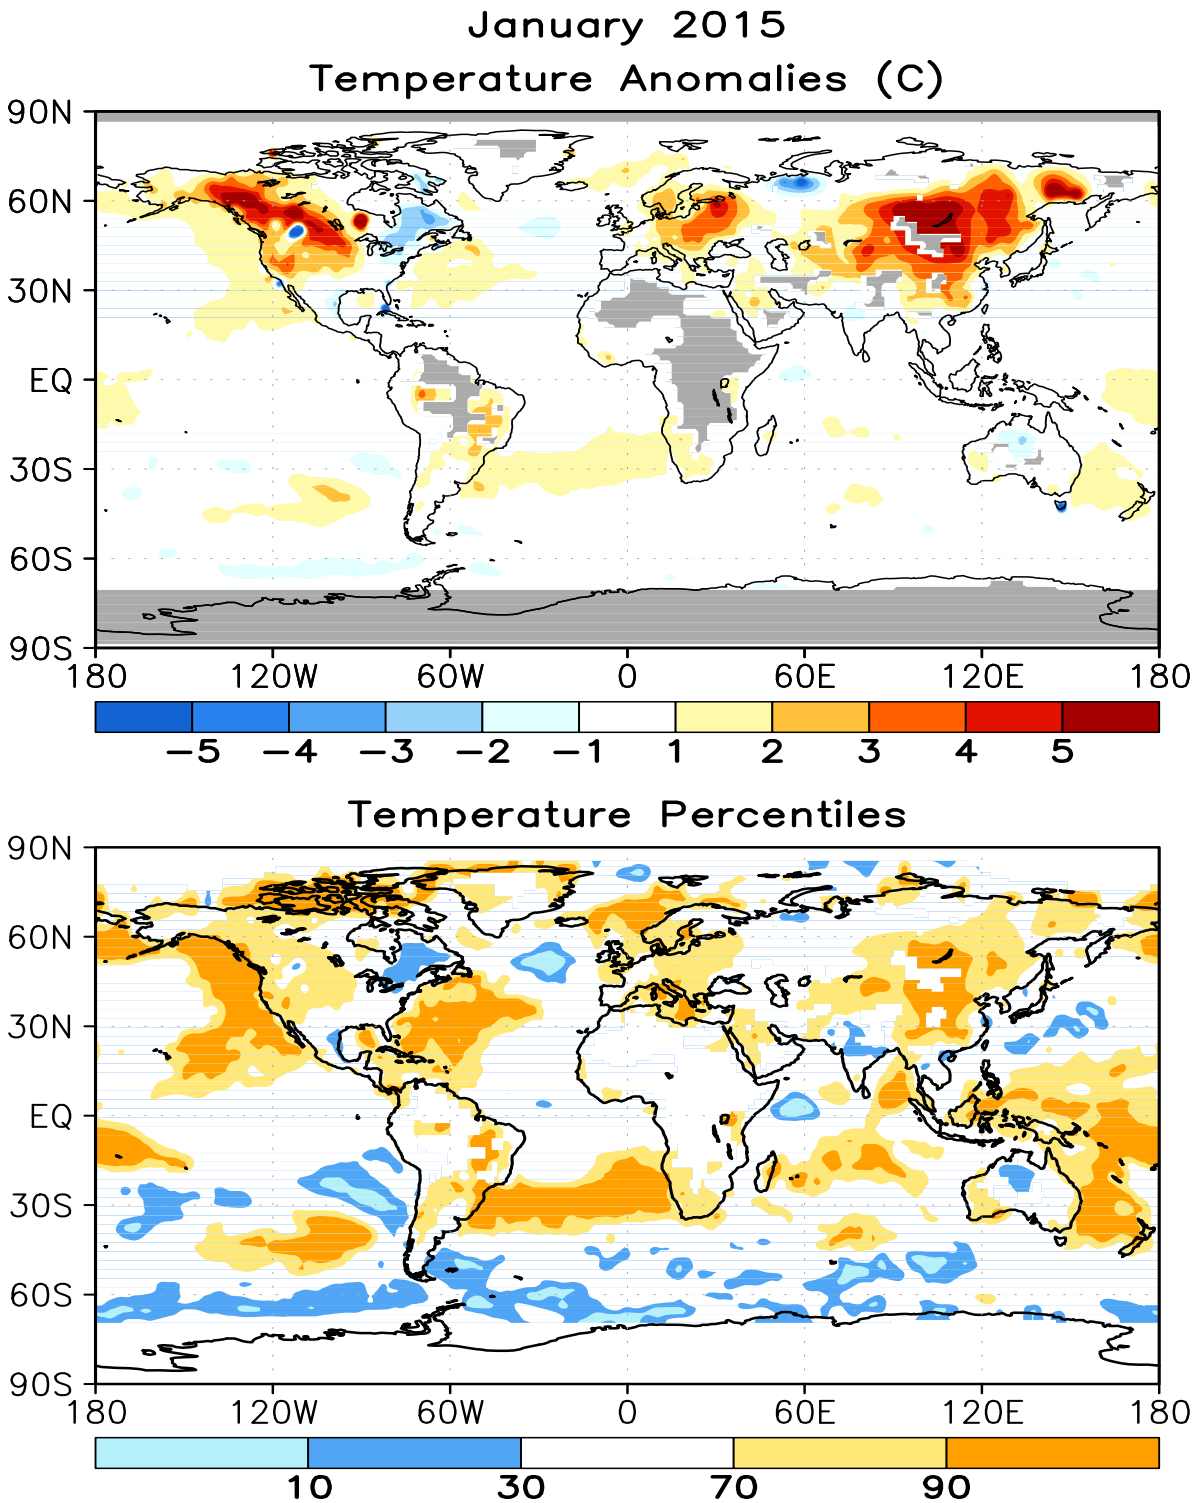 January 2015
Temperature Anomalies (C)
90N
60N
30N
EQ
30S
60S
90S
180 120W 60W 0 60E 120E 180
−5 −4 −3 −2 −1 1 2 3 4 5
Temperature Percentiles
90N
60N
30N
EQ
30S
60S
90S
180 120W 60W 0 60E 120E 180
10 30 70 90